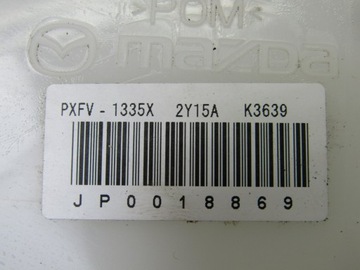 >POM<
mazda
PXFV - 1335X 2Y15A K3639
JP0018869